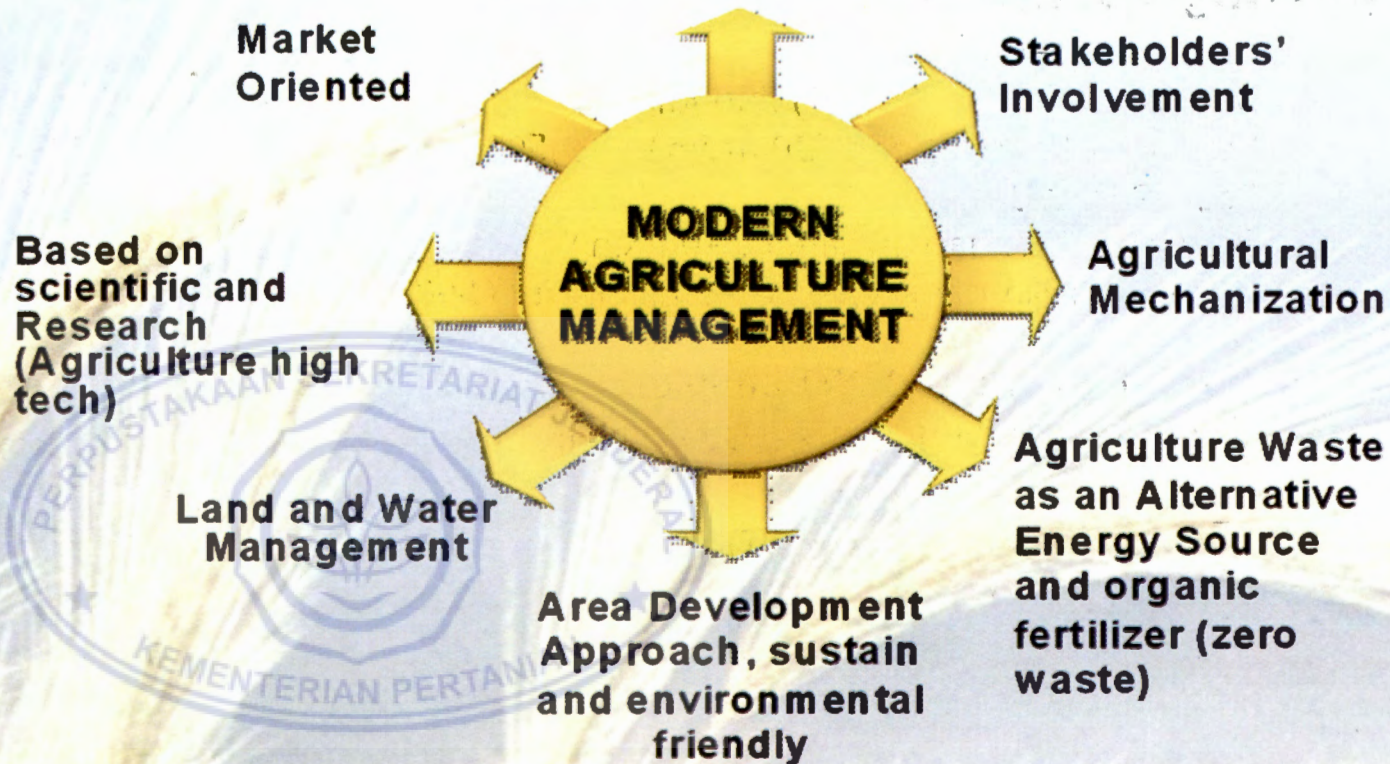 Market
Oriented
Stakeholders'
Involvement
MODERN
AGRICULTURE
MANAGEMENT
Based on
scientific and
Research
(Agriculture high
tech)
Agricultural
Mechanization
Land and Water
Management
Agriculture Waste
as an Alternative
Energy Source
and organic
fertilizer (zero
waste)
Area Development
Approach, sustain
and environmental
friendly
PERPUSTAKAAN SEKRETARIAT JENDERAL
KEMENTERIAN PERTANIAN